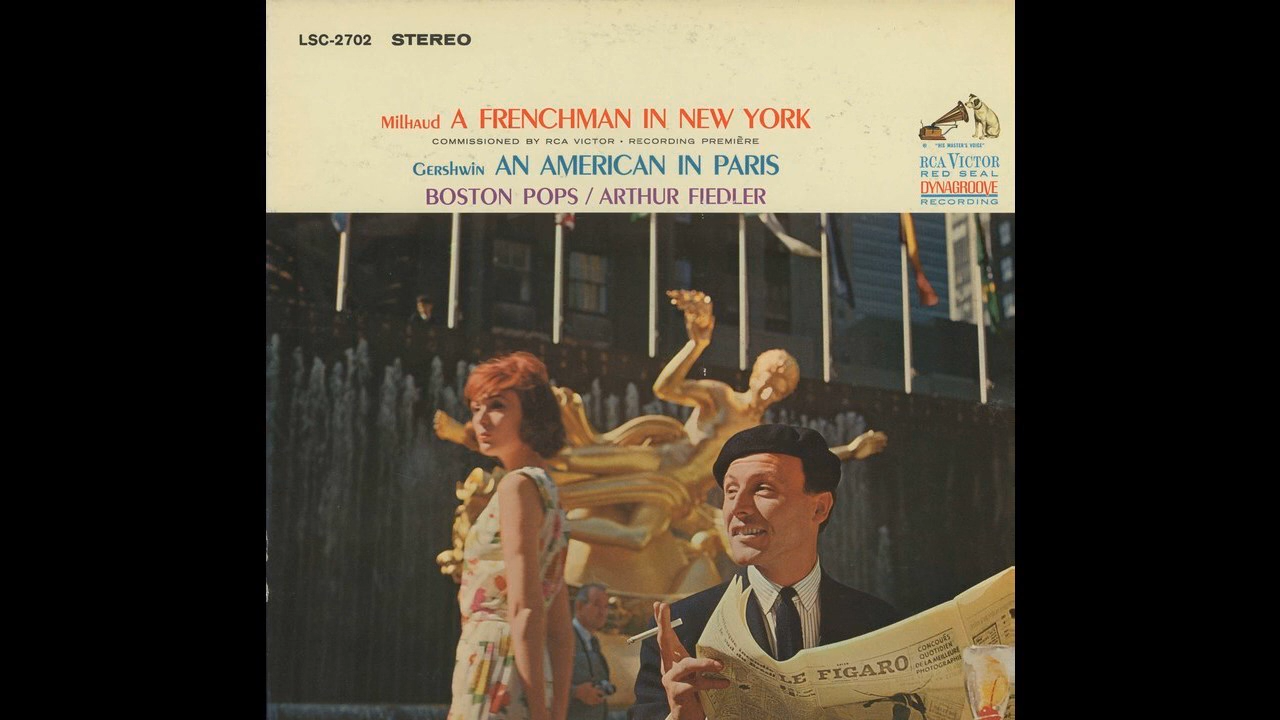 LSC-2702 STEREO
Milhaud A FRENCHMAN IN NEW YORK
COMMISSIONED BY RCA VICTOR • RECORDING PREMIÈRE
Gershwin AN AMERICAN IN PARIS
BOSTON POPS / ARTHUR FIEDLER
"HIS MASTER'S VOICE"
RCA VICTOR
RED SEAL
DYNAGROOVE
RECORDING
LE FIGARO
CONCOURS
QUOTIDIEN
DE LA MEILLEURE
PHOTOGRAPHIE